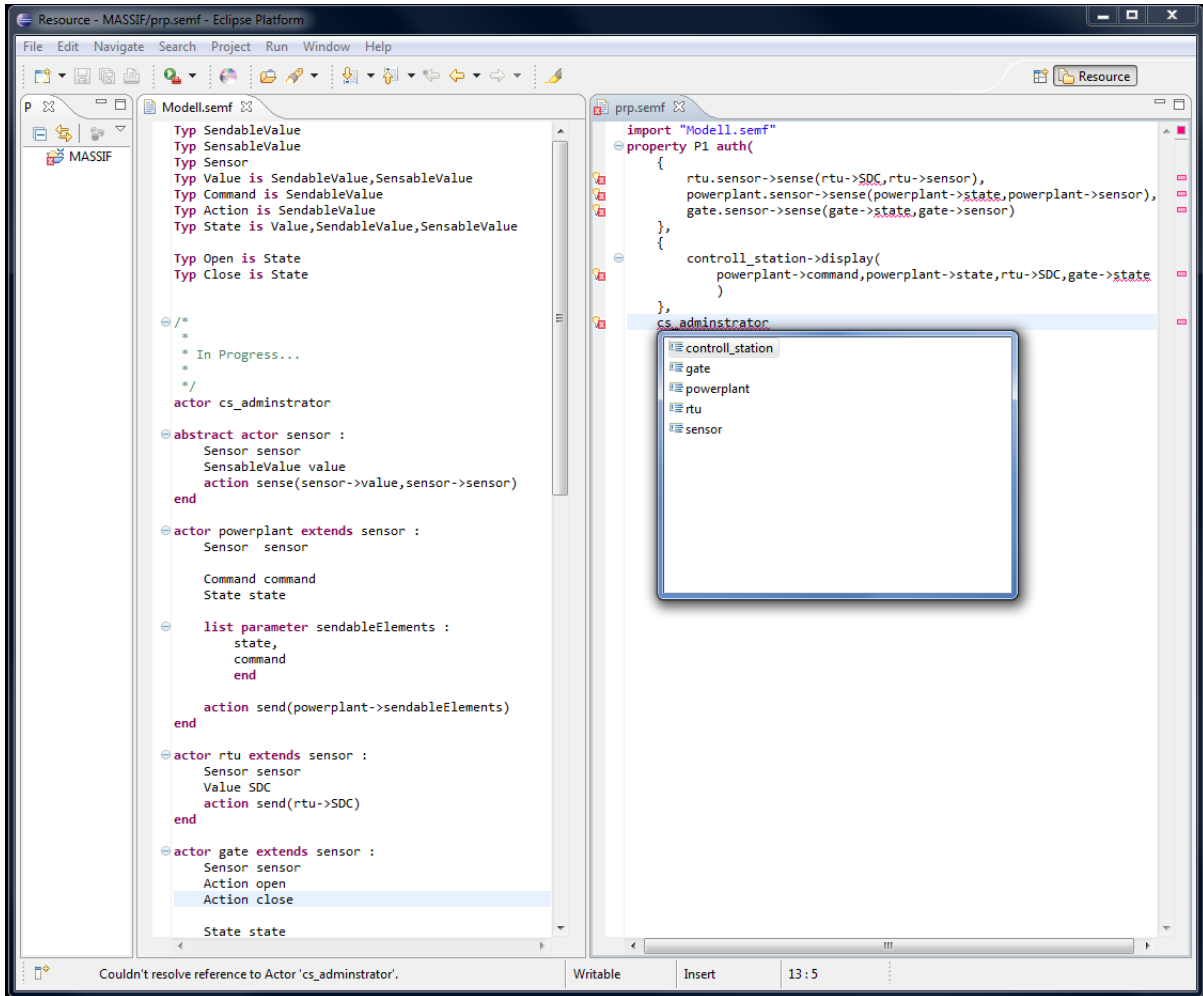 Resource - MASSIF/prp.semf - Eclipse Platform
File Edit Navigate Search Project Run Window Help
Resource
P
MASSIF
Modell.semf
Typ SendableValue
Typ SensableValue
Typ Sensor
Typ Value is SendableValue,SensableValue
Typ Command is SendableValue
Typ Action is SendableValue
Typ State is Value,SendableValue,SensableValue
Typ Open is State
Typ Close is State
/*
*
* In Progress...
*
*/
actor cs_adminstrator
abstract actor sensor :
Sensor sensor
SensableValue value
action sense(sensor->value,sensor->sensor)
end
actor powerplant extends sensor :
Sensor  sensor
Command command
State state
list parameter sendableElements :
state,
command
end
action send(powerplant->sendableElements)
end
actor rtu extends sensor :
Sensor sensor
Value SDC
action send(rtu->SDC)
end
actor gate extends sensor :
Sensor sensor
Action open
Action close
State state
prp.semf
import "Modell.semf"
property P1 auth(
{
rtu.sensor->sense(rtu->SDC,rtu->sensor),
powerplant.sensor->sense(powerplant->state,powerplant->sensor),
gate.sensor->sense(gate->state,gate->sensor)
},
{
controll_station->display(
powerplant->command,powerplant->state,rtu->SDC,gate->state
)
},
cs_adminstrator
controll_station
gate
powerplant
rtu
sensor
Couldn't resolve reference to Actor 'cs_adminstrator'.
Writable
Insert
13 : 5